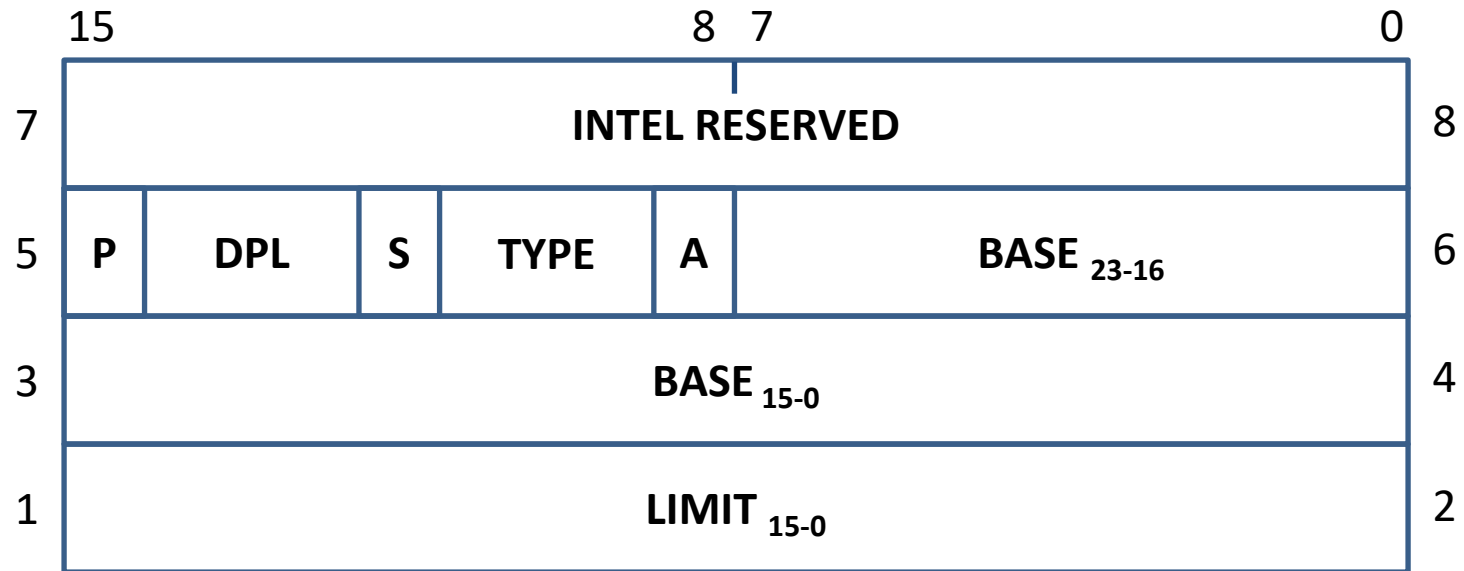 15 8 7 0
7 INTEL RESERVED 8
5 P DPL S TYPE A BASE 23-16 6
3 BASE 15-0 4
1 LIMIT 15-0 2